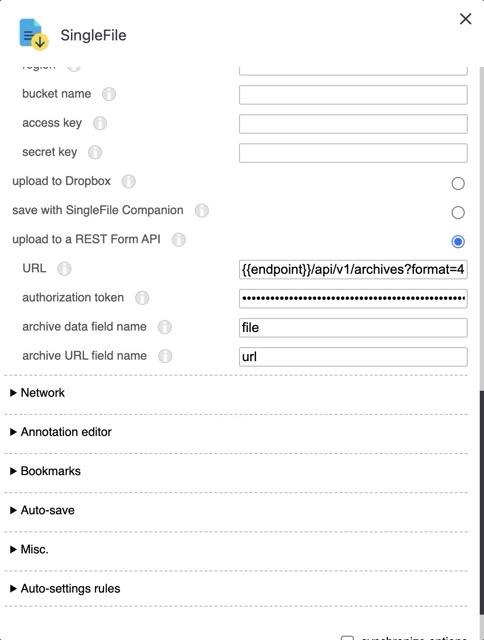 SingleFile
region
bucket name
access key
secret key
upload to Dropbox
save with SingleFile Companion
upload to a REST Form API
URL {{endpoint}}/api/v1/archives?format=4
authorization token ••••••••••••••••••••••••••••••••••••••••
archive data field name file
archive URL field name url
Network
Annotation editor
Bookmarks
Auto-save
Misc.
Auto-settings rules
synchronize options